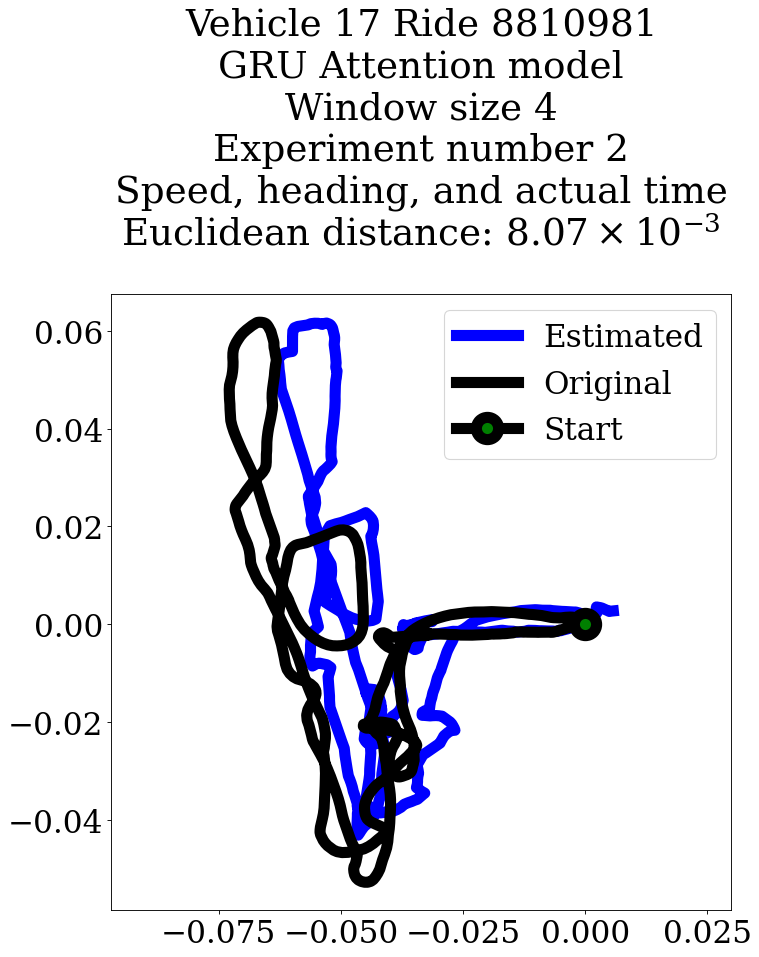 Vehicle 17 Ride 8810981
GRU Attention model
Window size 4
Experiment number 2
Speed, heading, and actual time
Euclidean distance: 8.07 × 10⁻³
Estimated
Original
Start
0.06
0.04
0.02
0.00
−0.02
−0.04
−0.075 −0.050 −0.025 0.000 0.025